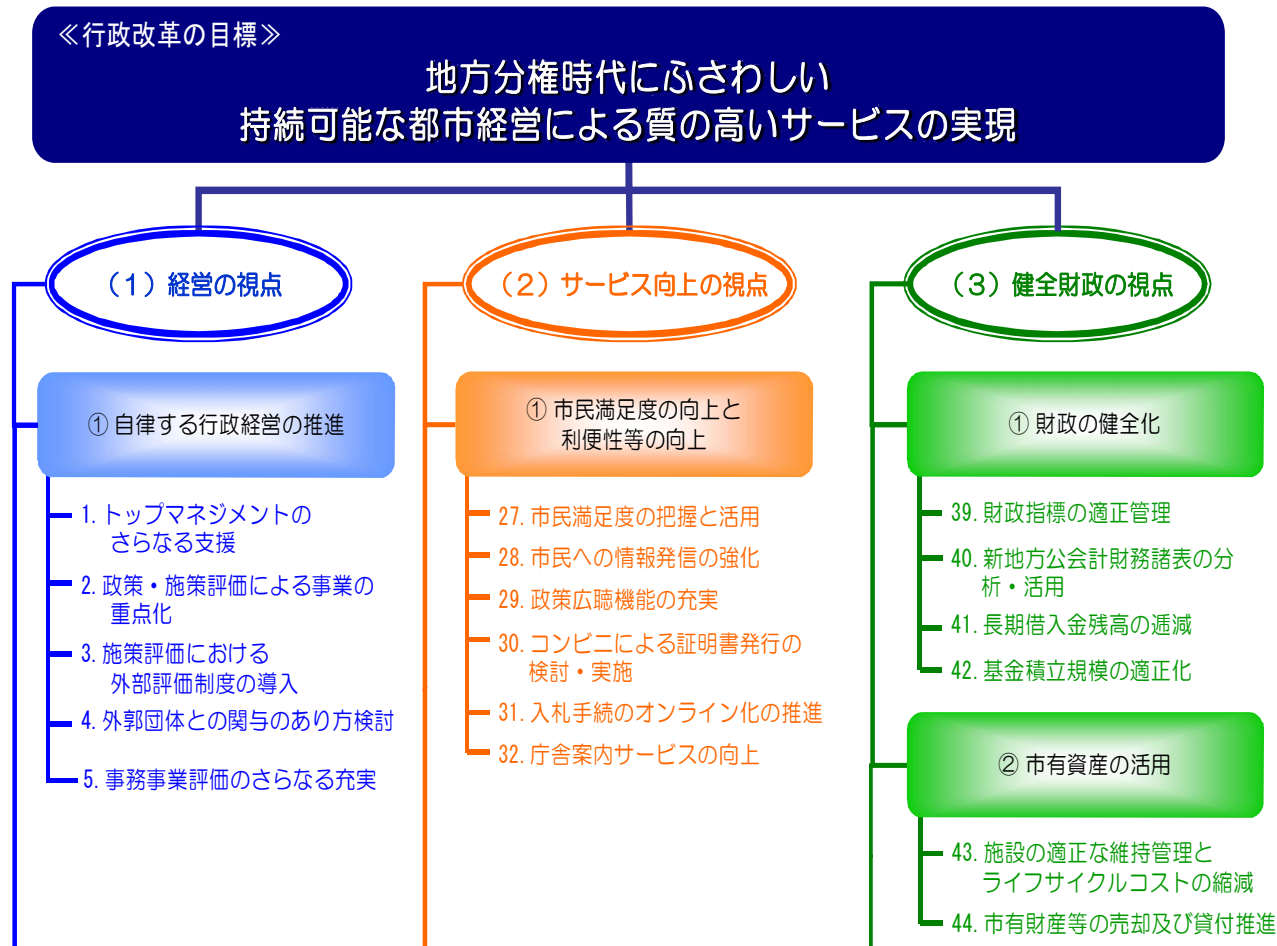 ≪行政改革の目標≫
地方分権時代にふさわしい
持続可能な都市経営による質の高いサービスの実現
(1)経営の視点
① 自律する行政経営の推進
1. トップマネジメントの
さらなる支援
2. 政策・施策評価による事業の
重点化
3. 施策評価における
外部評価制度の導入
4. 外郭団体との関与のあり方検討
5. 事務事業評価のさらなる充実
(2)サービス向上の視点
① 市民満足度の向上と
利便性等の向上
27. 市民満足度の把握と活用
28. 市民への情報発信の強化
29. 政策広聴機能の充実
30. コンビニによる証明書発行の
検討・実施
31. 入札手続のオンライン化の推進
32. 庁舎案内サービスの向上
(3)健全財政の視点
① 財政の健全化
39. 財政指標の適正管理
40. 新地方公会計財務諸表の分
析・活用
41. 長期借入金残高の逓減
42. 基金積立規模の適正化
② 市有資産の活用
43. 施設の適正な維持管理と
ライフサイクルコストの縮減
44. 市有財産等の売却及び貸付推進